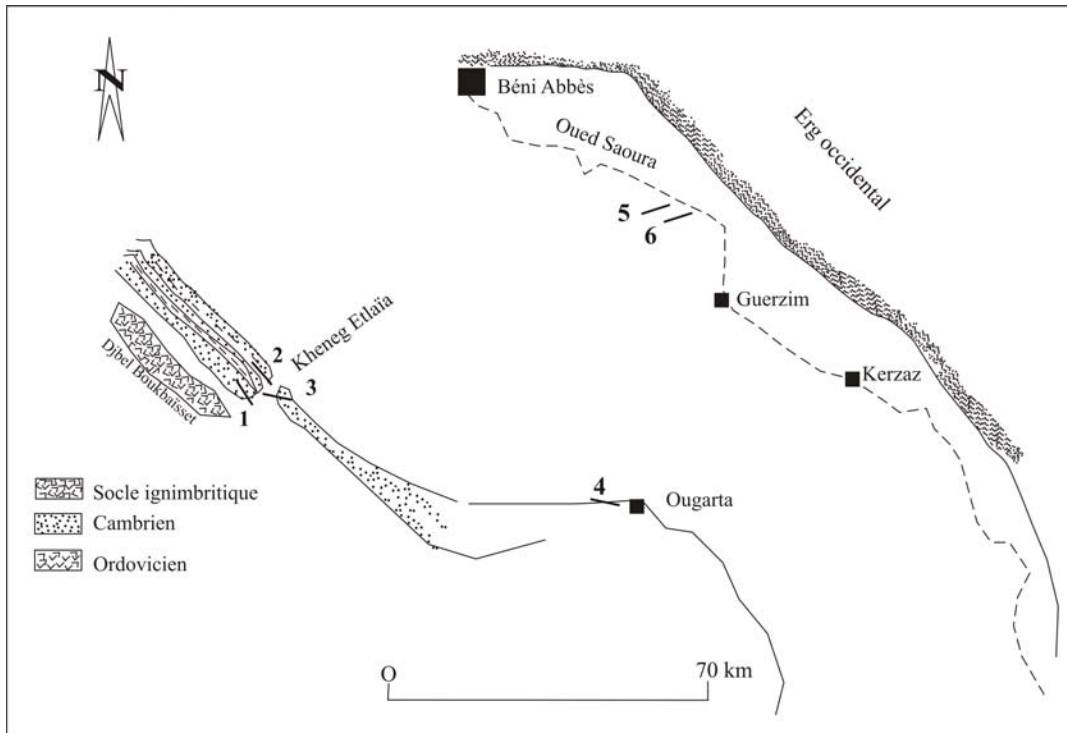 N
Béni Abbès
Oued Saoura
Erg occidental
5
6
Guerzim
Kerzaz
Kheneg Etlaïa
2
3
1
Djbel Boukbaïsset
4
Ougarta
Socle ignimbritique
Cambrien
Ordovicien
O
70 km